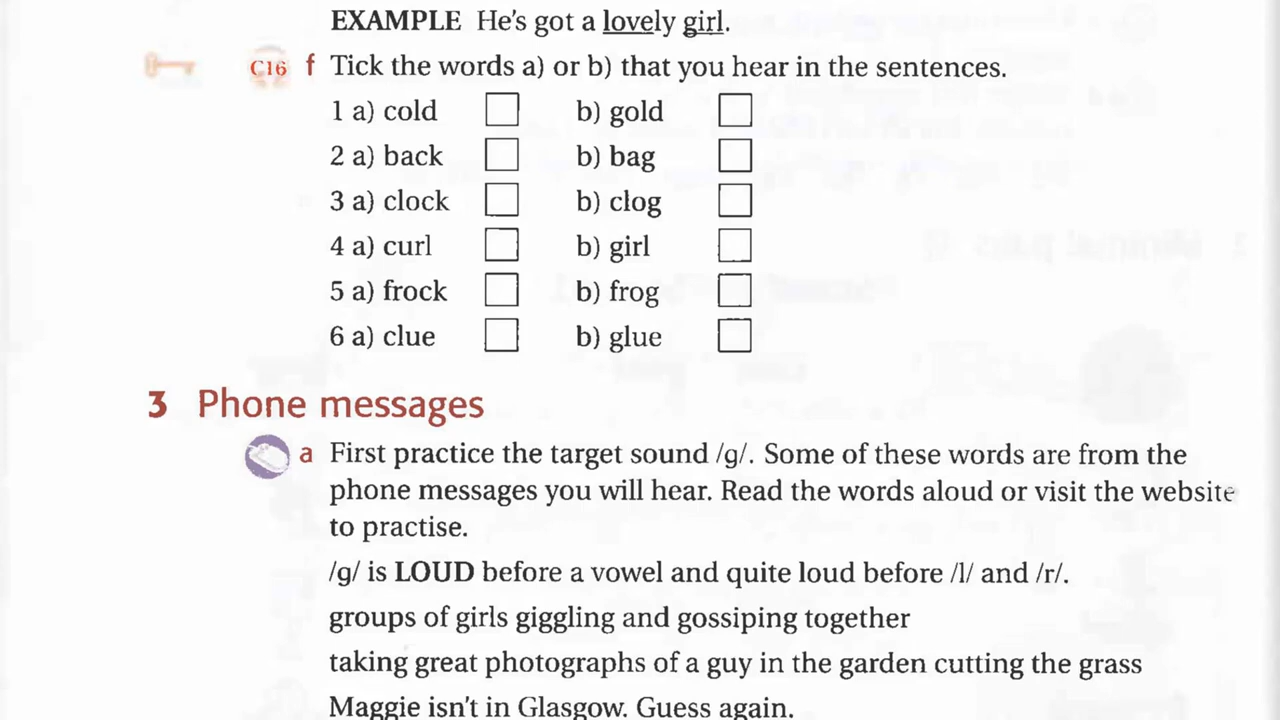 EXAMPLE He's got a lovely girl.
C16 f Tick the words a) or b) that you hear in the sentences.
1 a) cold b) gold
2 a) back b) bag
3 a) clock b) clog
4 a) curl b) girl
5 a) frock b) frog
6 a) clue b) glue
3 Phone messages
a First practice the target sound /g/. Some of these words are from the
phone messages you will hear. Read the words aloud or visit the website
to practise.
/g/ is LOUD before a vowel and quite loud before /l/ and /r/.
groups of girls giggling and gossiping together
taking great photographs of a guy in the garden cutting the grass
Maggie isn't in Glasgow. Guess again.